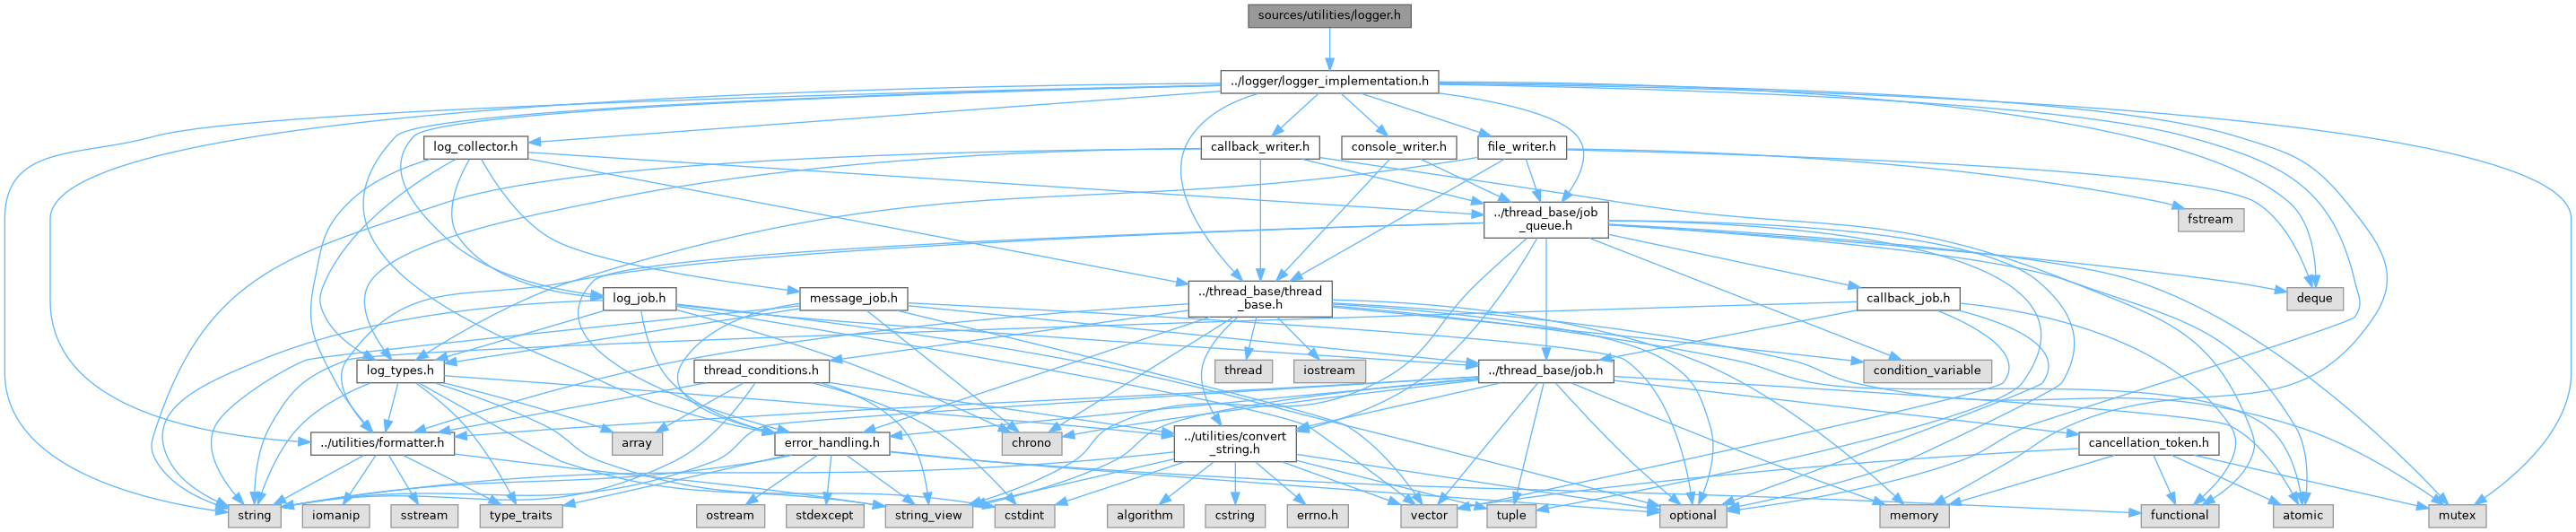 sources/utilities/logger.h
../logger/logger_implementation.h
log_collector.h
callback_writer.h
console_writer.h
file_writer.h
../thread_base/job
_queue.h
fstream
../thread_base/thread
_base.h
log_job.h
message_job.h
callback_job.h
deque
log_types.h
thread_conditions.h
thread
iostream
../thread_base/job.h
condition_variable
../utilities/formatter.h
array
error_handling.h
chrono
../utilities/convert
_string.h
cancellation_token.h
string
iomanip
sstream
type_traits
ostream
stdexcept
string_view
cstdint
algorithm
cstring
errno.h
vector
tuple
optional
memory
functional
atomic
mutex